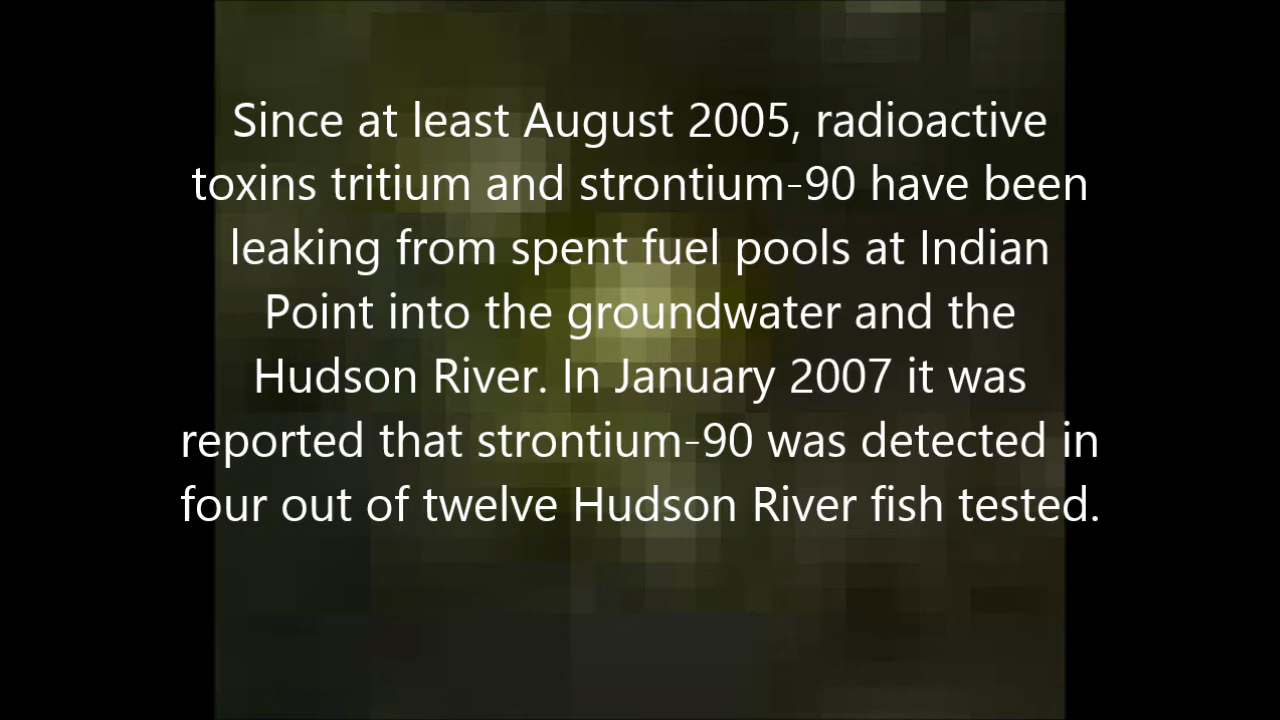 Since at least August 2005, radioactive
toxins tritium and strontium-90 have been
leaking from spent fuel pools at Indian
Point into the groundwater and the
Hudson River. In January 2007 it was
reported that strontium-90 was detected in
four out of twelve Hudson River fish tested.